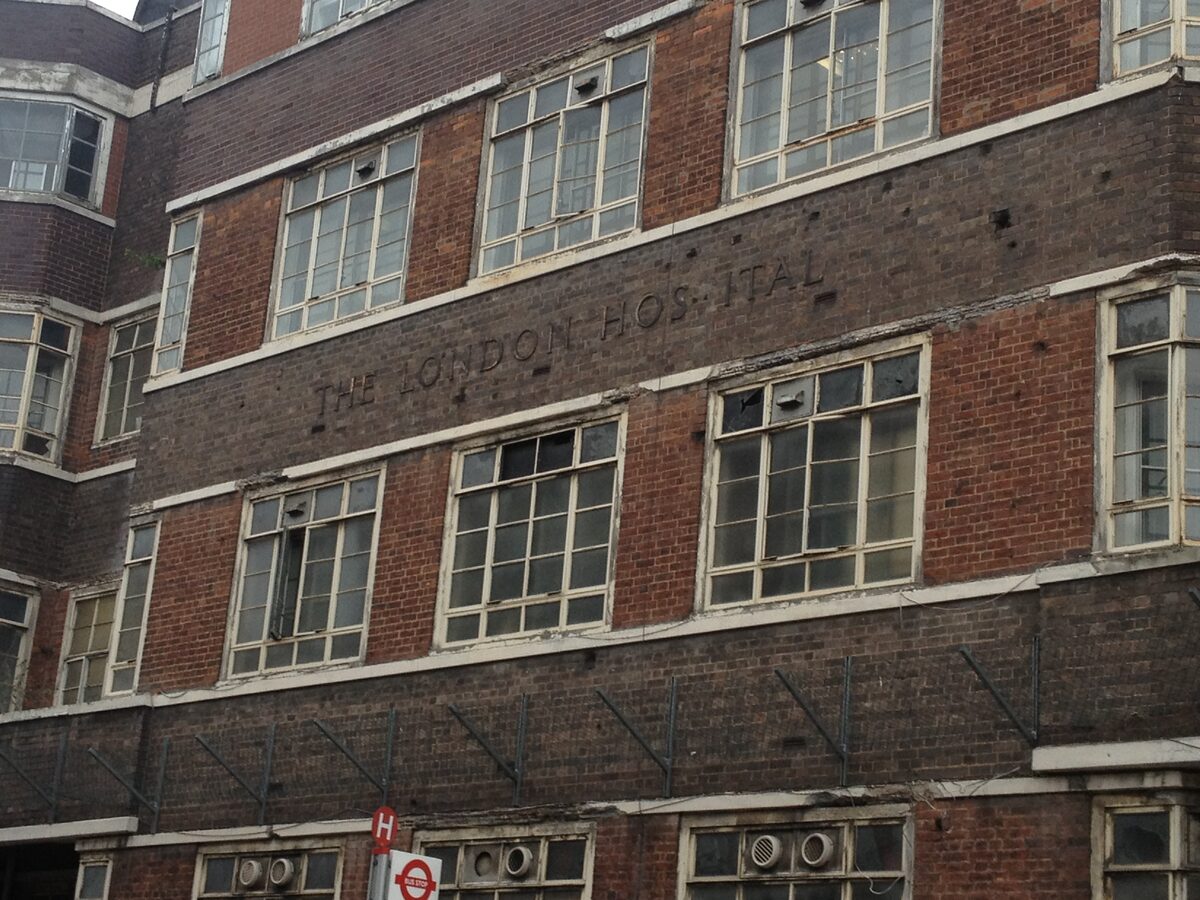 THE LONDON HOS ITAL
H
BUS STOP